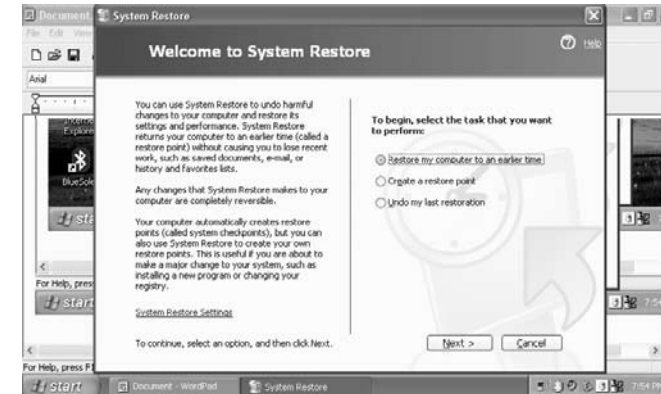 Document
System Restore
File Edit View
Help
Welcome to System Restore
Arial
You can use System Restore to undo harmful
changes to your computer and restore its
settings and performance. System Restore
returns your computer to an earlier time (called a
restore point) without causing you to lose recent
work, such as saved documents, e-mail, or
history and favorites lists.
Any changes that System Restore makes to your
computer are completely reversible.
Your computer automatically creates restore
points (called system checkpoints), but you can
also use System Restore to create your own
restore points. This is useful if you are about to
make a major change to your system, such as
installing a new program or changing your
registry.
System Restore Settings
To continue, select an option, and then click Next.
To begin, select the task that you want
to perform:
Restore my computer to an earlier time
Create a restore point
Undo my last restoration
Next >
Cancel
Explore
BlueSole
sta
For Help, press
start
7:54
For Help, press F1
start
Document - WordPad
System Restore
7:54 PM